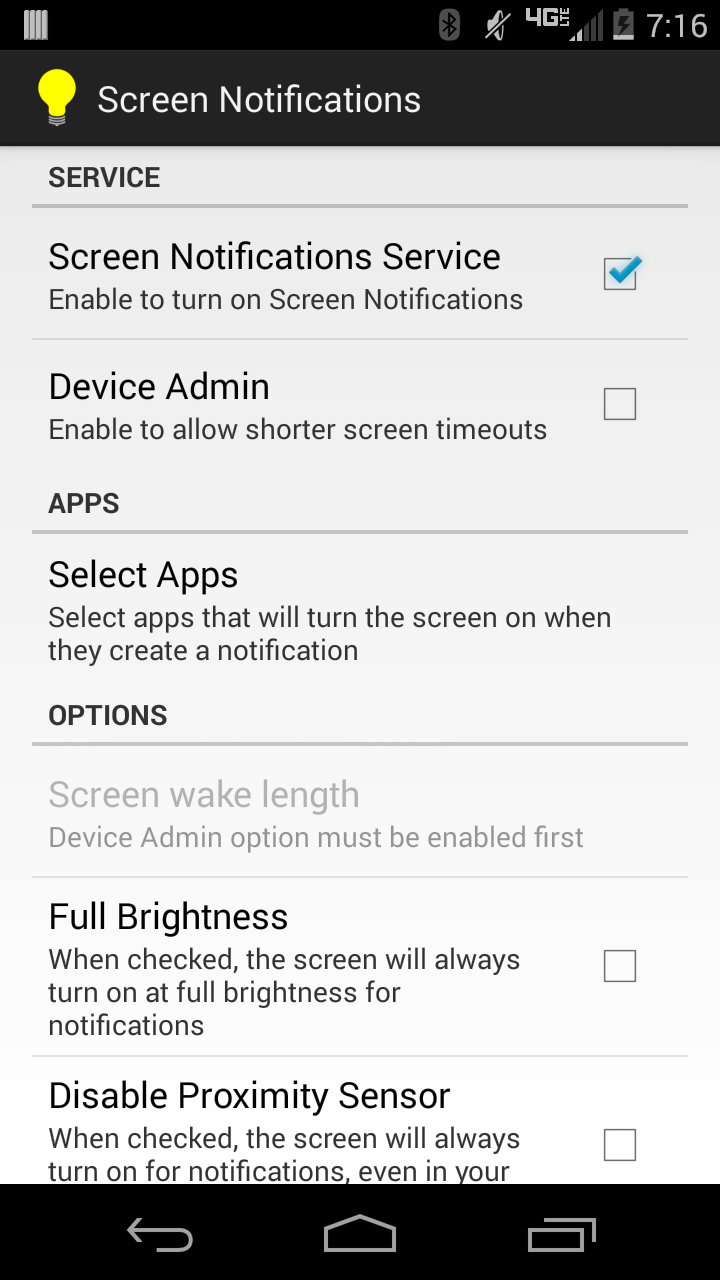 4G LTE 7:16
Screen Notifications
SERVICE
Screen Notifications Service
Enable to turn on Screen Notifications
Device Admin
Enable to allow shorter screen timeouts
APPS
Select Apps
Select apps that will turn the screen on when
they create a notification
OPTIONS
Screen wake length
Device Admin option must be enabled first
Full Brightness
When checked, the screen will always
turn on at full brightness for
notifications
Disable Proximity Sensor
When checked, the screen will always
turn on for notifications, even in your